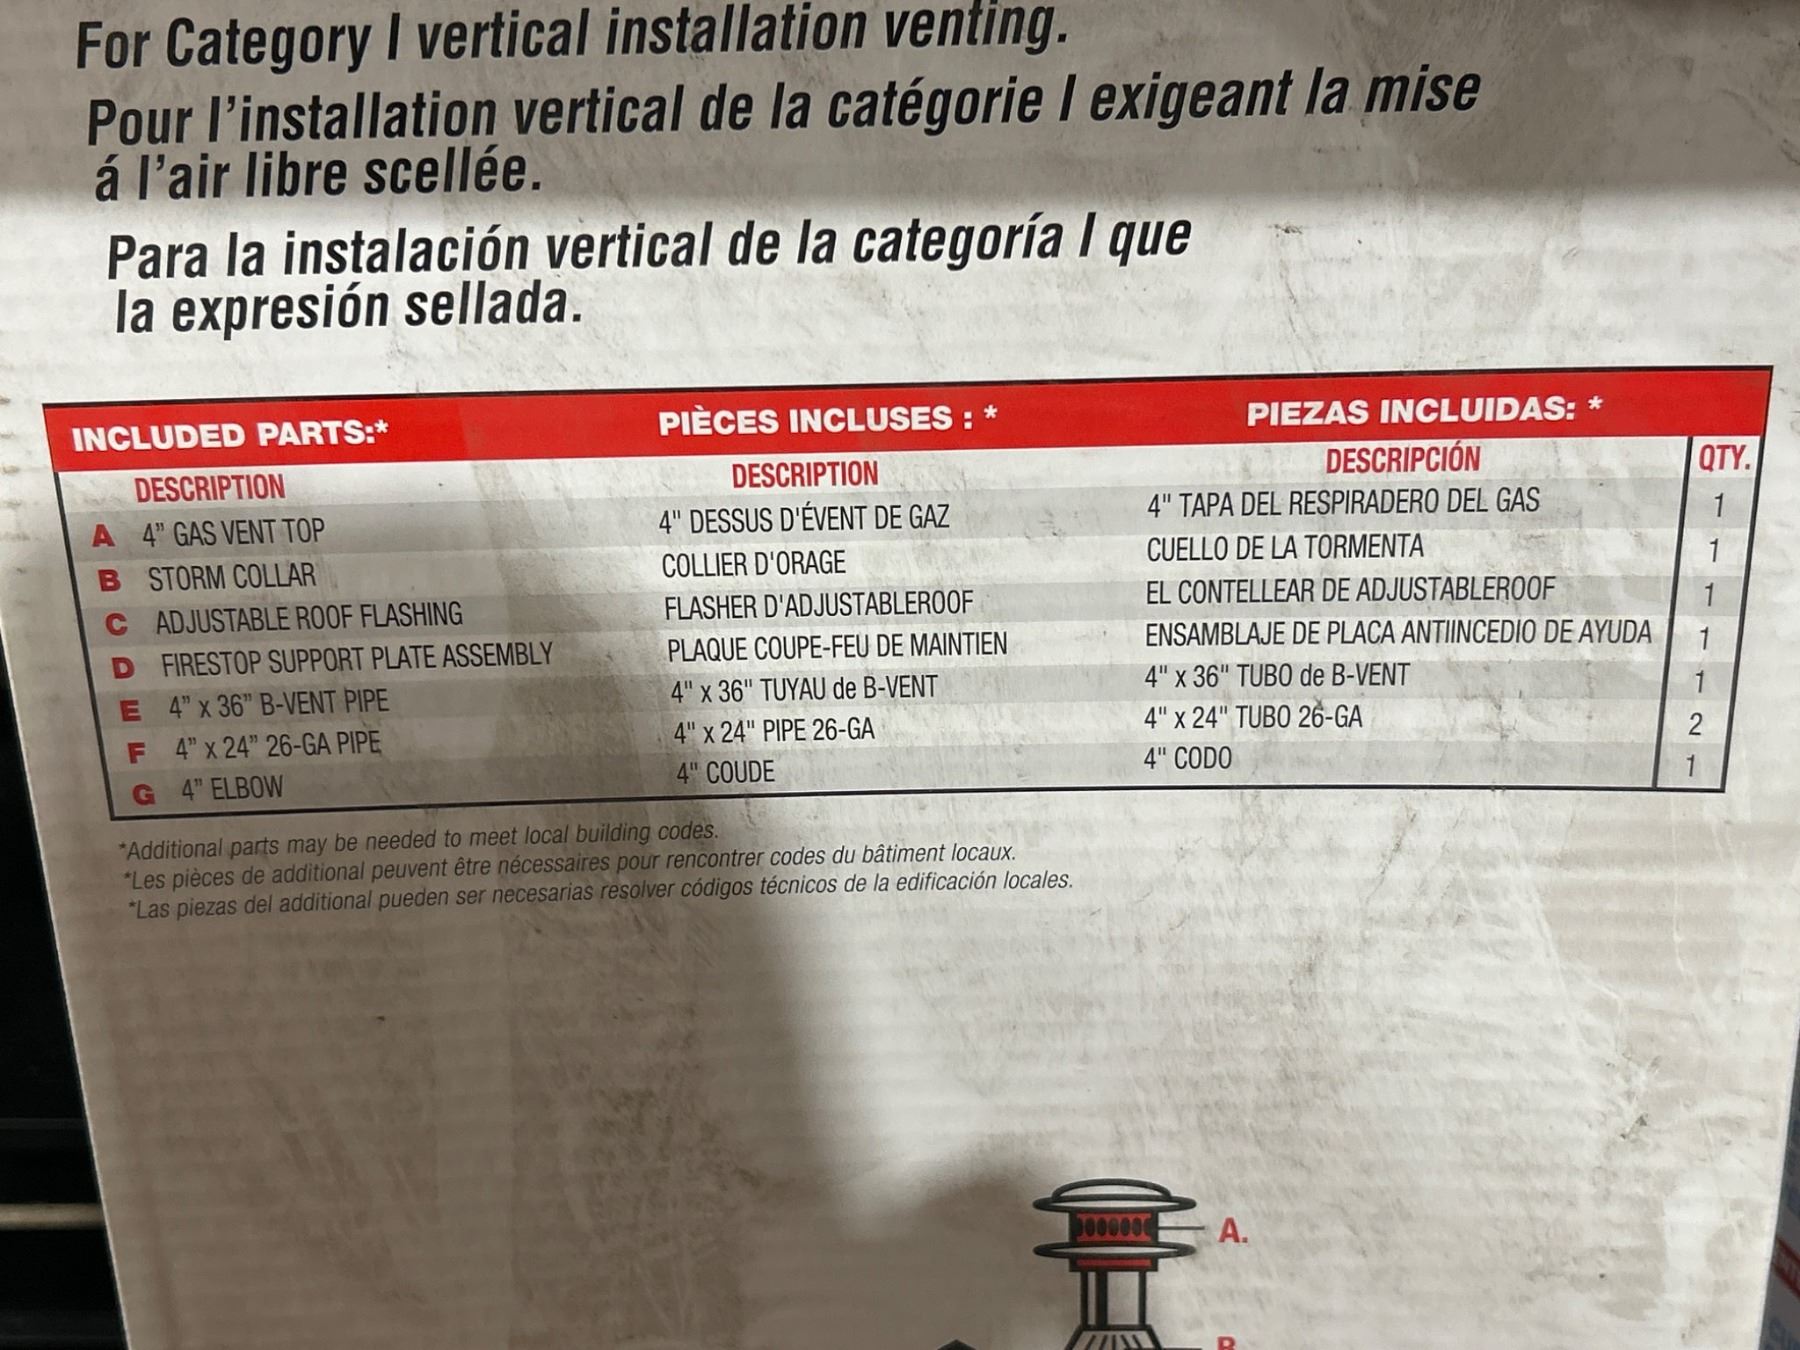 For Category I vertical installation venting.
Pour l'installation vertical de la catégorie I exigeant la mise
á l'air libre scellée.
Para la instalación vertical de la categoría I que
la expresión sellada.
INCLUDED PARTS:* PIÈCES INCLUSES : * PIEZAS INCLUIDAS: *
DESCRIPTION DESCRIPTION DESCRIPCIÓN QTY.
A 4" GAS VENT TOP 4" DESSUS D'ÉVENT DE GAZ 4" TAPA DEL RESPIRADERO DEL GAS 1
B STORM COLLAR COLLIER D'ORAGE CUELLO DE LA TORMENTA 1
C ADJUSTABLE ROOF FLASHING FLASHER D'ADJUSTABLEROOF EL CONTELLEAR DE ADJUSTABLEROOF 1
D FIRESTOP SUPPORT PLATE ASSEMBLY PLAQUE COUPE-FEU DE MAINTIEN ENSAMBLAJE DE PLACA ANTIINCEDIO DE AYUDA 1
E 4" x 36" B-VENT PIPE 4" x 36" TUYAU de B-VENT 4" x 36" TUBO de B-VENT 1
F 4" x 24" 26-GA PIPE 4" x 24" PIPE 26-GA 4" x 24" TUBO 26-GA 2
G 4" ELBOW 4" COUDE 4" CODO 1
*Additional parts may be needed to meet local building codes.
*Les pièces de additional peuvent être nécessaires pour rencontrer codes du bâtiment locaux.
*Las piezas del additional pueden ser necesarias resolver códigos técnicos de la edificación locales.
A.